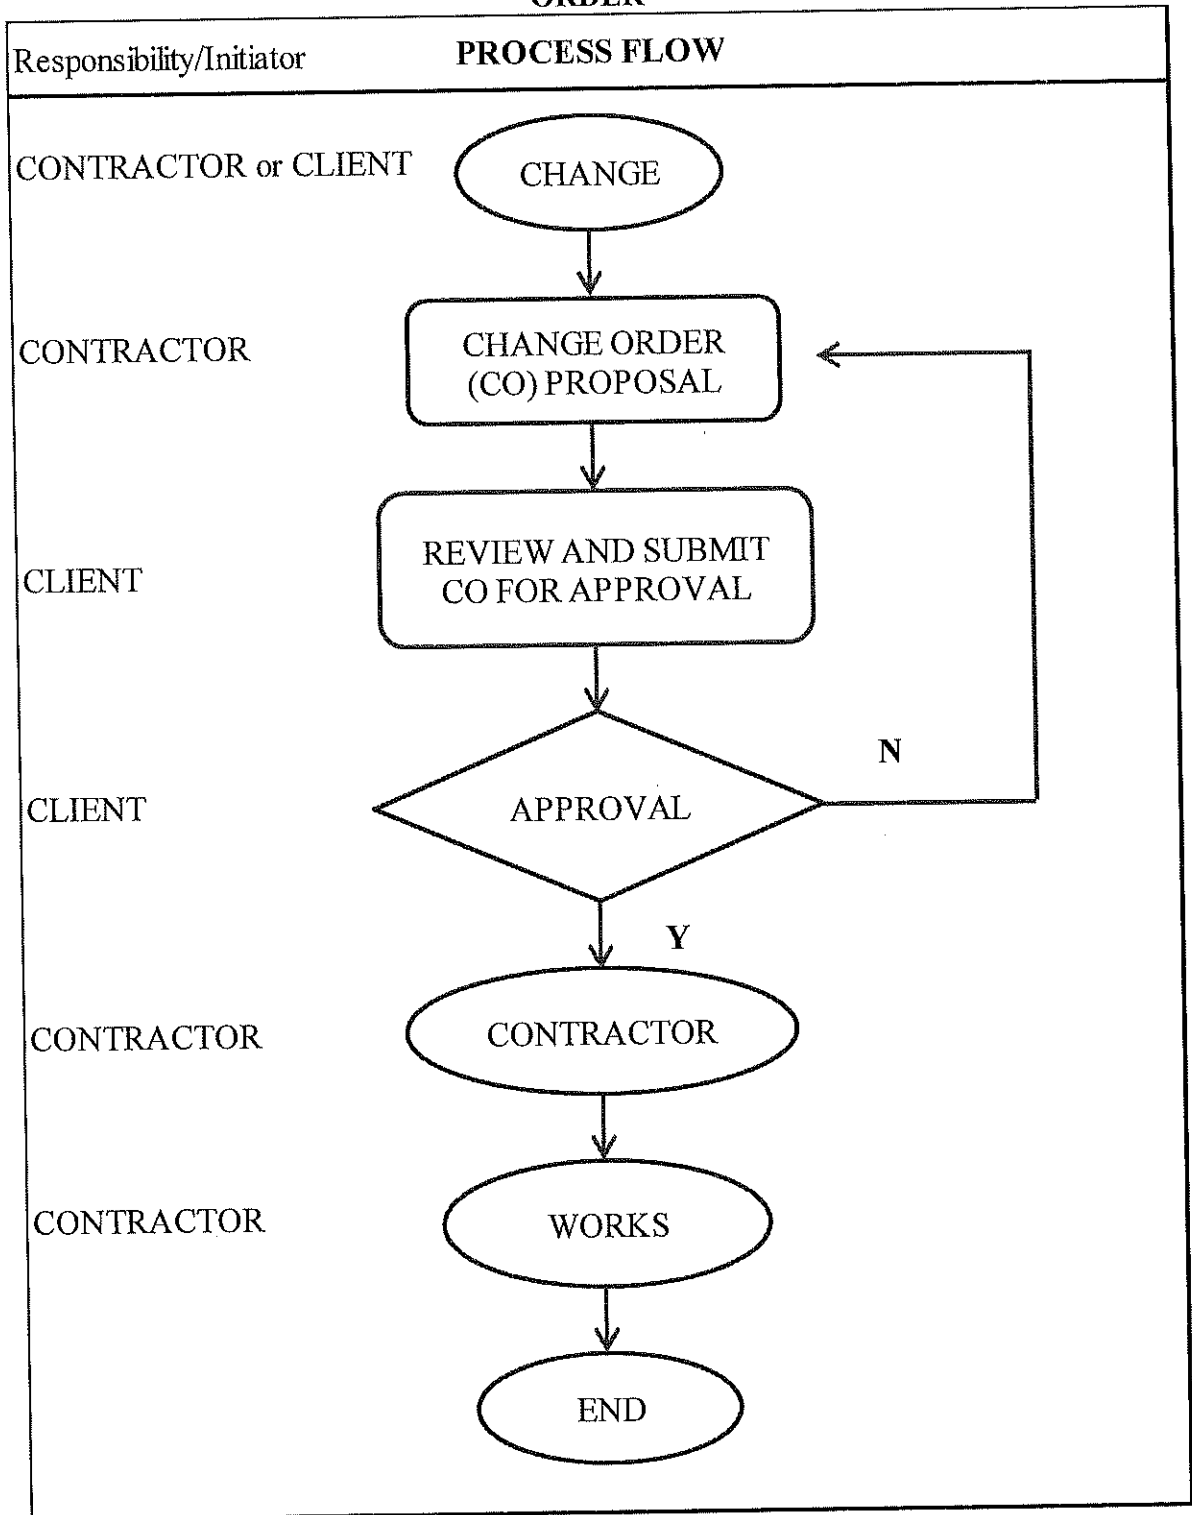 ORDER
Responsibility/Initiator PROCESS FLOW
CONTRACTOR or CLIENT CHANGE
CONTRACTOR
CHANGE ORDER
(CO) PROPOSAL
CLIENT
REVIEW AND SUBMIT
CO FOR APPROVAL
N
CLIENT APPROVAL
Y
CONTRACTOR CONTRACTOR
CONTRACTOR WORKS
END